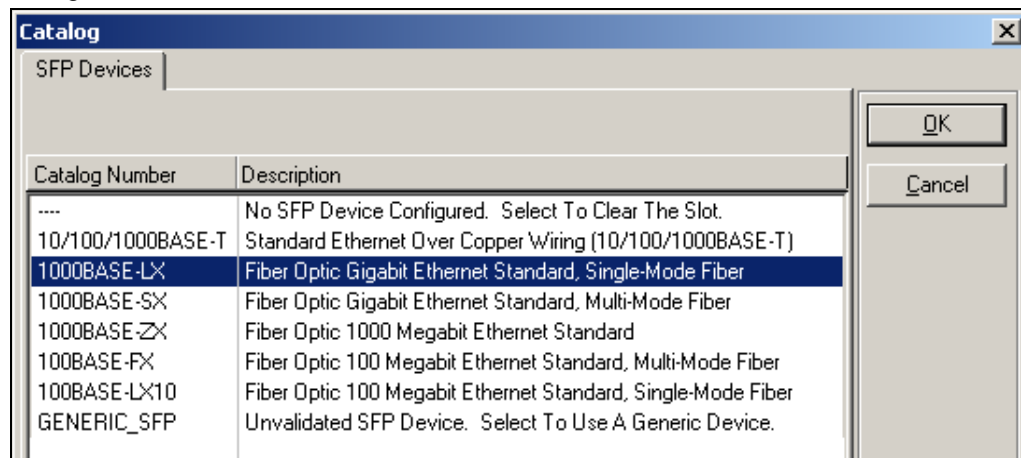 Catalog
SFP Devices
OK
Cancel
Catalog Number Description
---- No SFP Device Configured. Select To Clear The Slot.
10/100/1000BASE-T Standard Ethernet Over Copper Wiring (10/100/1000BASE-T)
1000BASE-LX Fiber Optic Gigabit Ethernet Standard, Single-Mode Fiber
1000BASE-SX Fiber Optic Gigabit Ethernet Standard, Multi-Mode Fiber
1000BASE-ZX Fiber Optic 1000 Megabit Ethernet Standard
100BASE-FX Fiber Optic 100 Megabit Ethernet Standard, Multi-Mode Fiber
100BASE-LX10 Fiber Optic 100 Megabit Ethernet Standard, Single-Mode Fiber
GENERIC_SFP Unvalidated SFP Device. Select To Use A Generic Device.